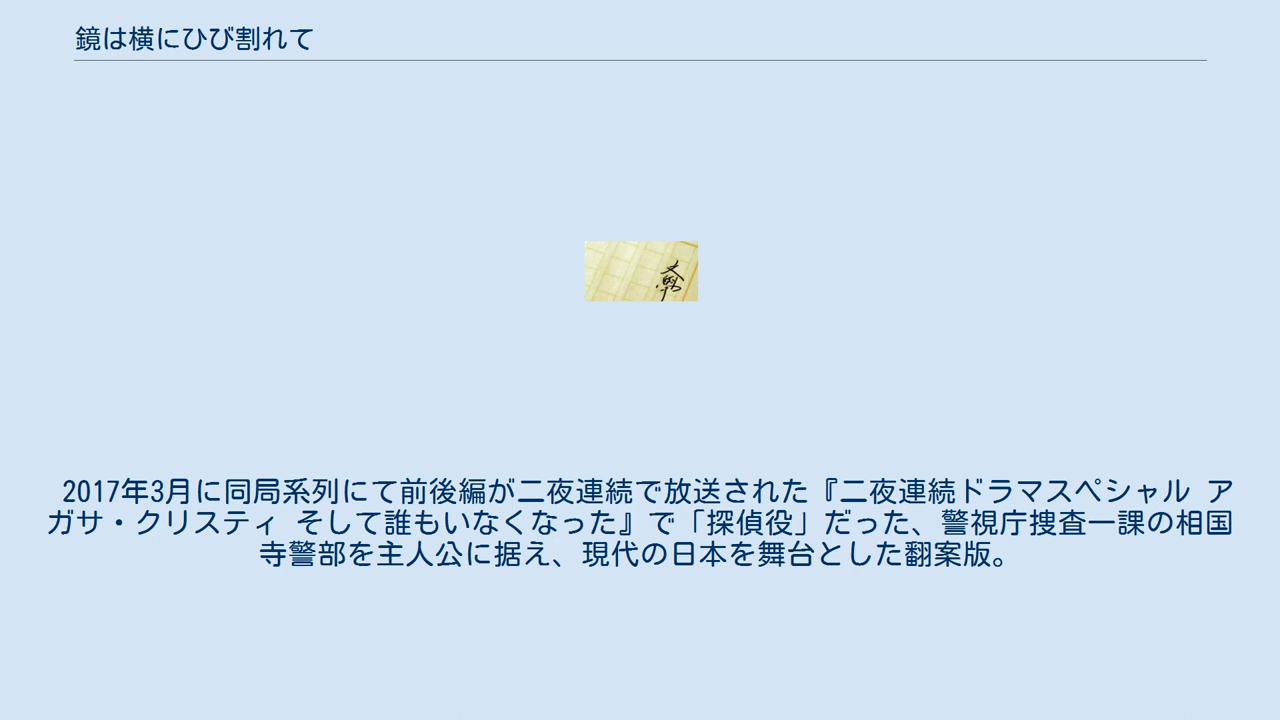 鏡は横にひび割れて
2017年3月に同局系列にて前後編が二夜連続で放送された『二夜連続ドラマスペシャル ア
ガサ・クリスティ そして誰もいなくなった』で「探偵役」だった、警視庁捜査一課の相国
寺警部を主人公に据え、現代の日本を舞台とした翻案版。